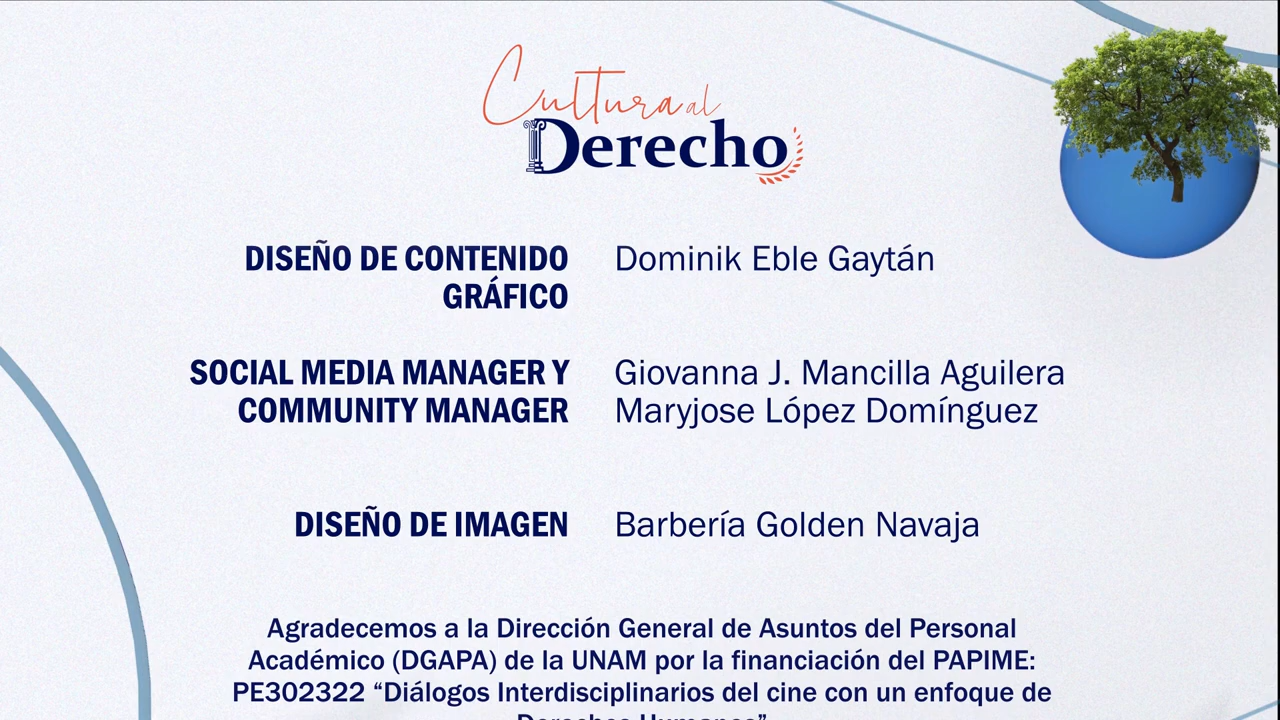 Cultura al
Derecho
DISEÑO DE CONTENIDO
GRÁFICO
Dominik Eble Gaytán
SOCIAL MEDIA MANAGER Y
COMMUNITY MANAGER
Giovanna J. Mancilla Aguilera
Maryjose López Domínguez
DISEÑO DE IMAGEN
Barbería Golden Navaja
Agradecemos a la Dirección General de Asuntos del Personal
Académico (DGAPA) de la UNAM por la financiación del PAPIME:
PE302322 “Diálogos Interdisciplinarios del cine con un enfoque de
Derechos Humanos”